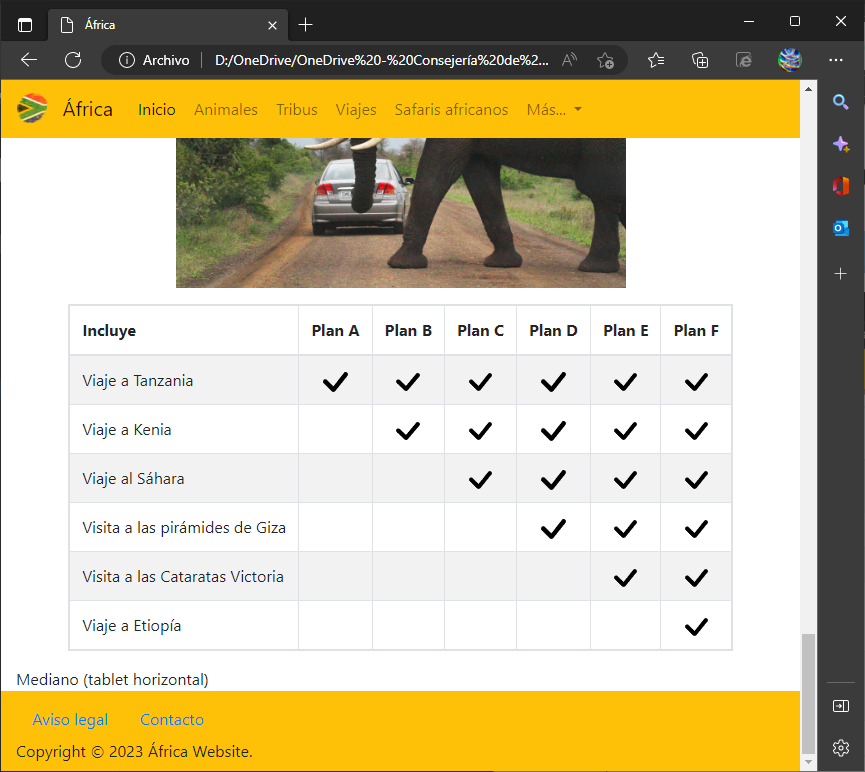 África
Archivo D:/OneDrive/OneDrive%20-%20Consejería%20de%2...
África Inicio Animales Tribus Viajes Safaris africanos Más...
Incluye Plan A Plan B Plan C Plan D Plan E Plan F
Viaje a Tanzania
Viaje a Kenia
Viaje al Sáhara
Visita a las pirámides de Giza
Visita a las Cataratas Victoria
Viaje a Etiopía
Mediano (tablet horizontal)
Aviso legal Contacto
Copyright © 2023 África Website.